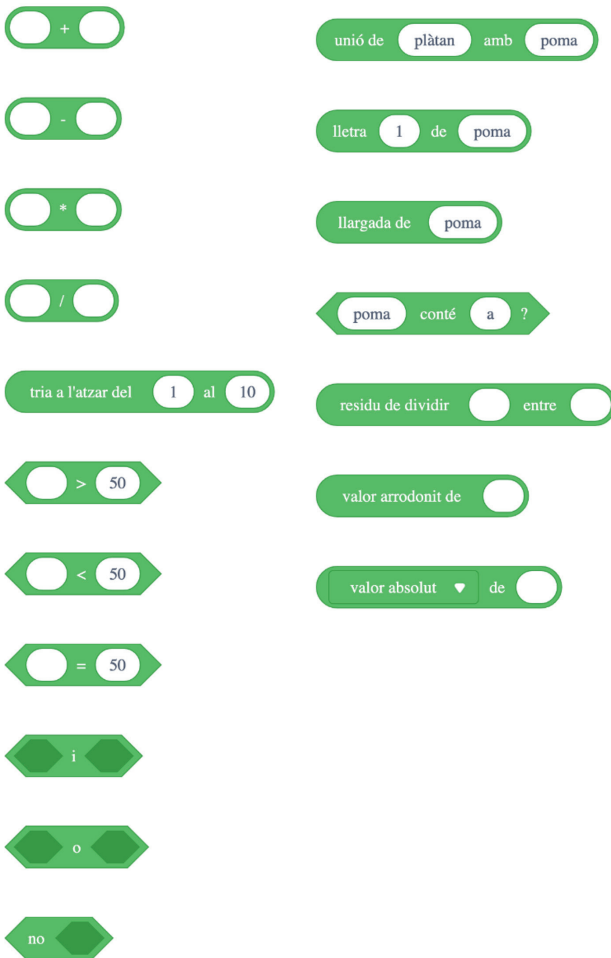 +
-
*
/
tria a l'atzar del 1 al 10
> 50
< 50
= 50
i
o
no
unió de plàtan amb poma
lletra 1 de poma
llargada de poma
poma conté a ?
residu de dividir entre
valor arrodonit de
valor absolut de